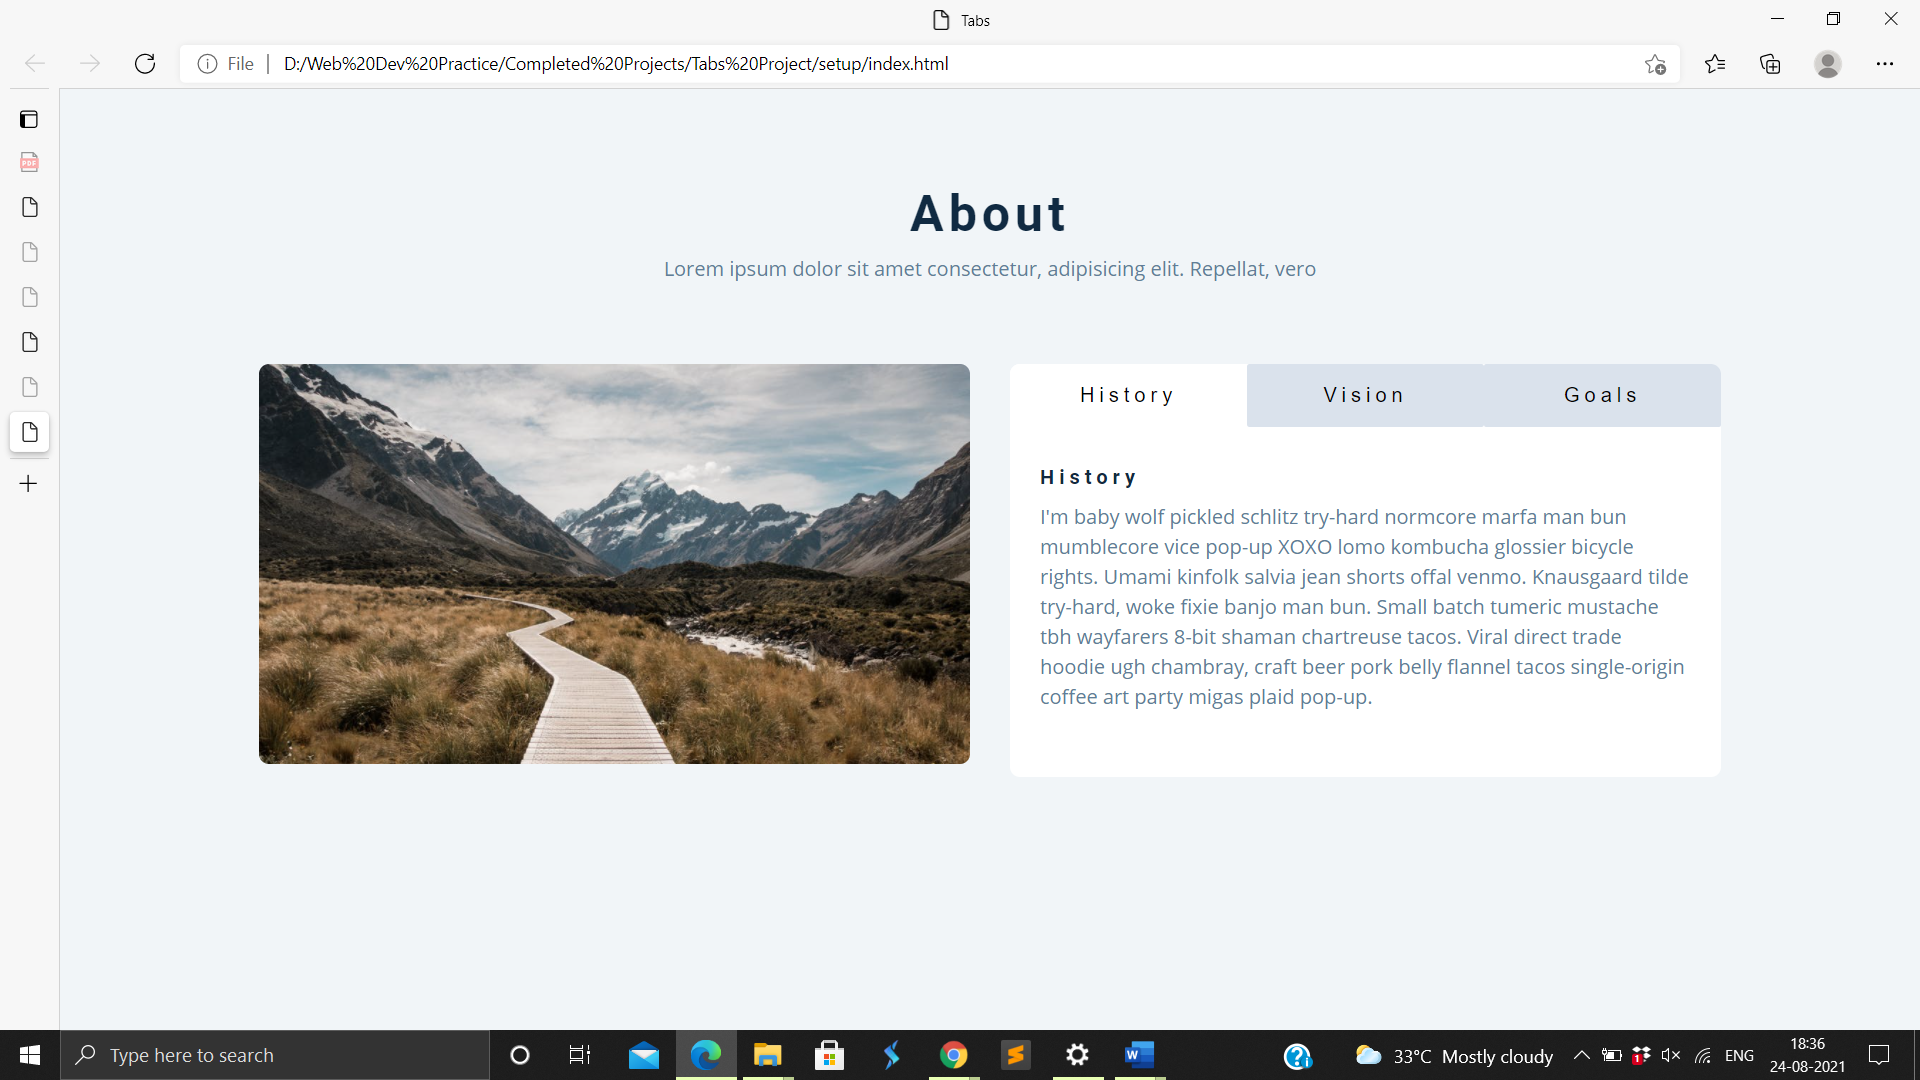 Tabs
File
D:/Web%20Dev%20Practice/Completed%20Projects/Tabs%20Project/setup/index.html
PDF
About
Lorem ipsum dolor sit amet consectetur, adipisicing elit. Repellat, vero
History Vision Goals
History
I'm baby wolf pickled schlitz try-hard normcore marfa man bun
mumblecore vice pop-up XOXO lomo kombucha glossier bicycle
rights. Umami kinfolk salvia jean shorts offal venmo. Knausgaard tilde
try-hard, woke fixie banjo man bun. Small batch tumeric mustache
tbh wayfarers 8-bit shaman chartreuse tacos. Viral direct trade
hoodie ugh chambray, craft beer pork belly flannel tacos single-origin
coffee art party migas plaid pop-up.
Type here to search
W
33°C Mostly cloudy
1
ENG
18:36
24-08-2021